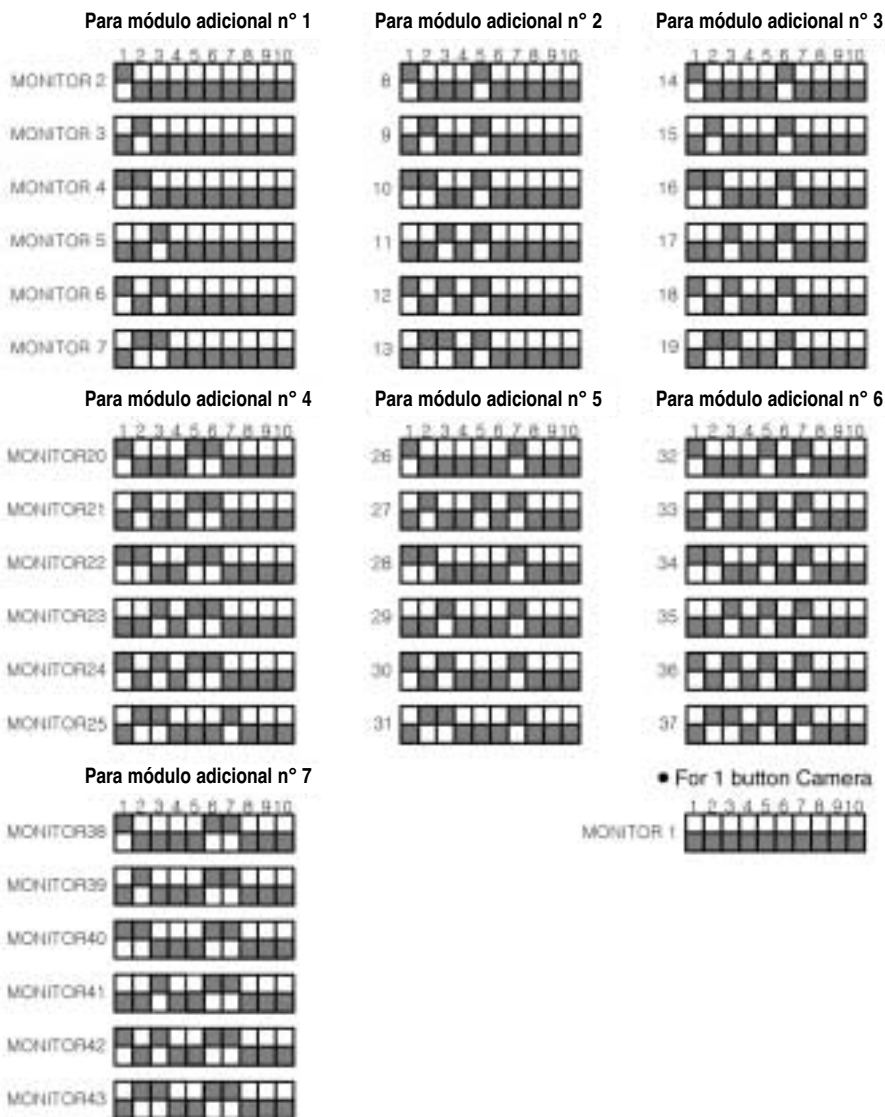 Para módulo adicional n° 1
1 2 3 4 5 6 7 8 9 10
MONITOR 2
MONITOR 3
MONITOR 4
MONITOR 5
MONITOR 6
MONITOR 7
Para módulo adicional n° 2
1 2 3 4 5 6 7 8 9 10
8
9
10
11
12
13
Para módulo adicional n° 3
1 2 3 4 5 6 7 8 9 10
14
15
16
17
18
19
Para módulo adicional n° 4
1 2 3 4 5 6 7 8 9 10
MONITOR20
MONITOR21
MONITOR22
MONITOR23
MONITOR24
MONITOR25
Para módulo adicional n° 5
1 2 3 4 5 6 7 8 9 10
26
27
28
29
30
31
Para módulo adicional n° 6
1 2 3 4 5 6 7 8 9 10
32
33
34
35
36
37
Para módulo adicional n° 7
1 2 3 4 5 6 7 8 9 10
MONITOR38
MONITOR39
MONITOR40
MONITOR41
MONITOR42
MONITOR43
• For 1 button Camera
1 2 3 4 5 6 7 8 9 10
MONITOR 1